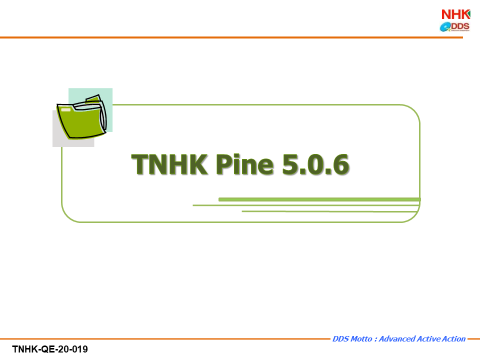 NHK
DDS
TNHK Pine 5.0.6
DDS Motto : Advanced Active Action
TNHK-QE-20-019